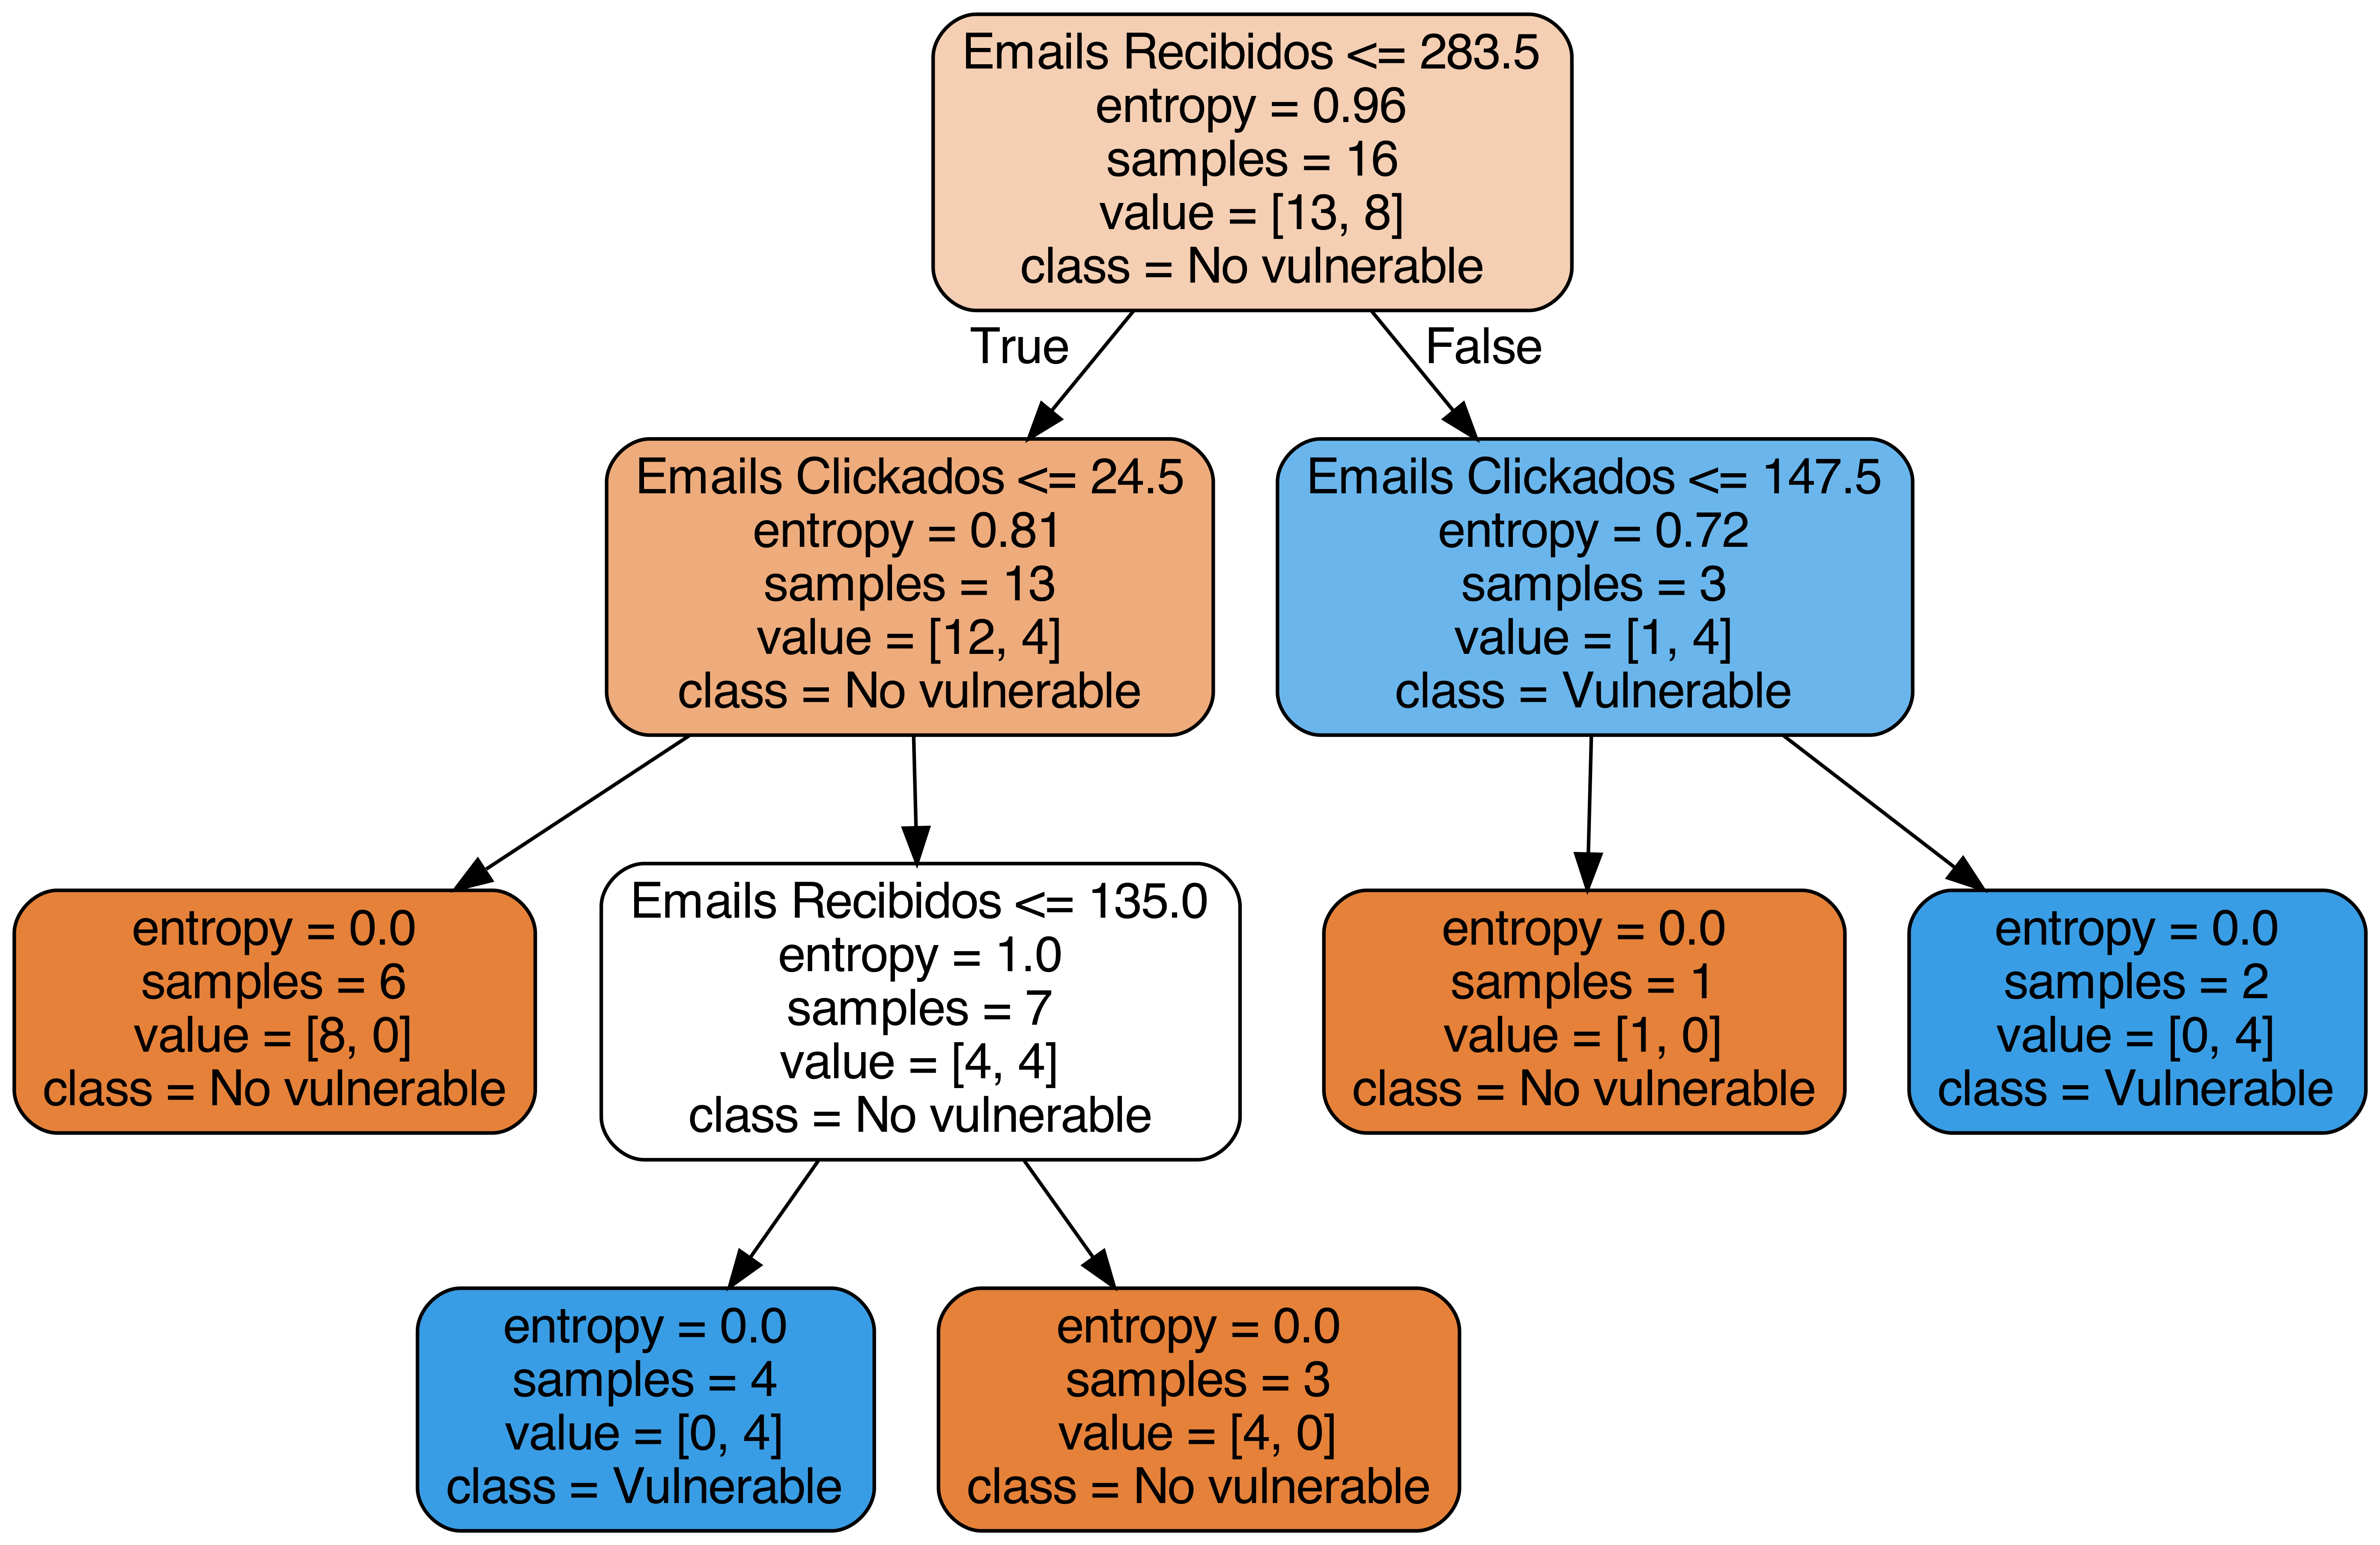 Emails Recibidos <= 283.5
entropy = 0.96
samples = 16
value = [13, 8]
class = No vulnerable
True
False
Emails Clickados <= 24.5
entropy = 0.81
samples = 13
value = [12, 4]
class = No vulnerable
Emails Clickados <= 147.5
entropy = 0.72
samples = 3
value = [1, 4]
class = Vulnerable
entropy = 0.0
samples = 6
value = [8, 0]
class = No vulnerable
Emails Recibidos <= 135.0
entropy = 1.0
samples = 7
value = [4, 4]
class = No vulnerable
entropy = 0.0
samples = 1
value = [1, 0]
class = No vulnerable
entropy = 0.0
samples = 2
value = [0, 4]
class = Vulnerable
entropy = 0.0
samples = 4
value = [0, 4]
class = Vulnerable
entropy = 0.0
samples = 3
value = [4, 0]
class = No vulnerable